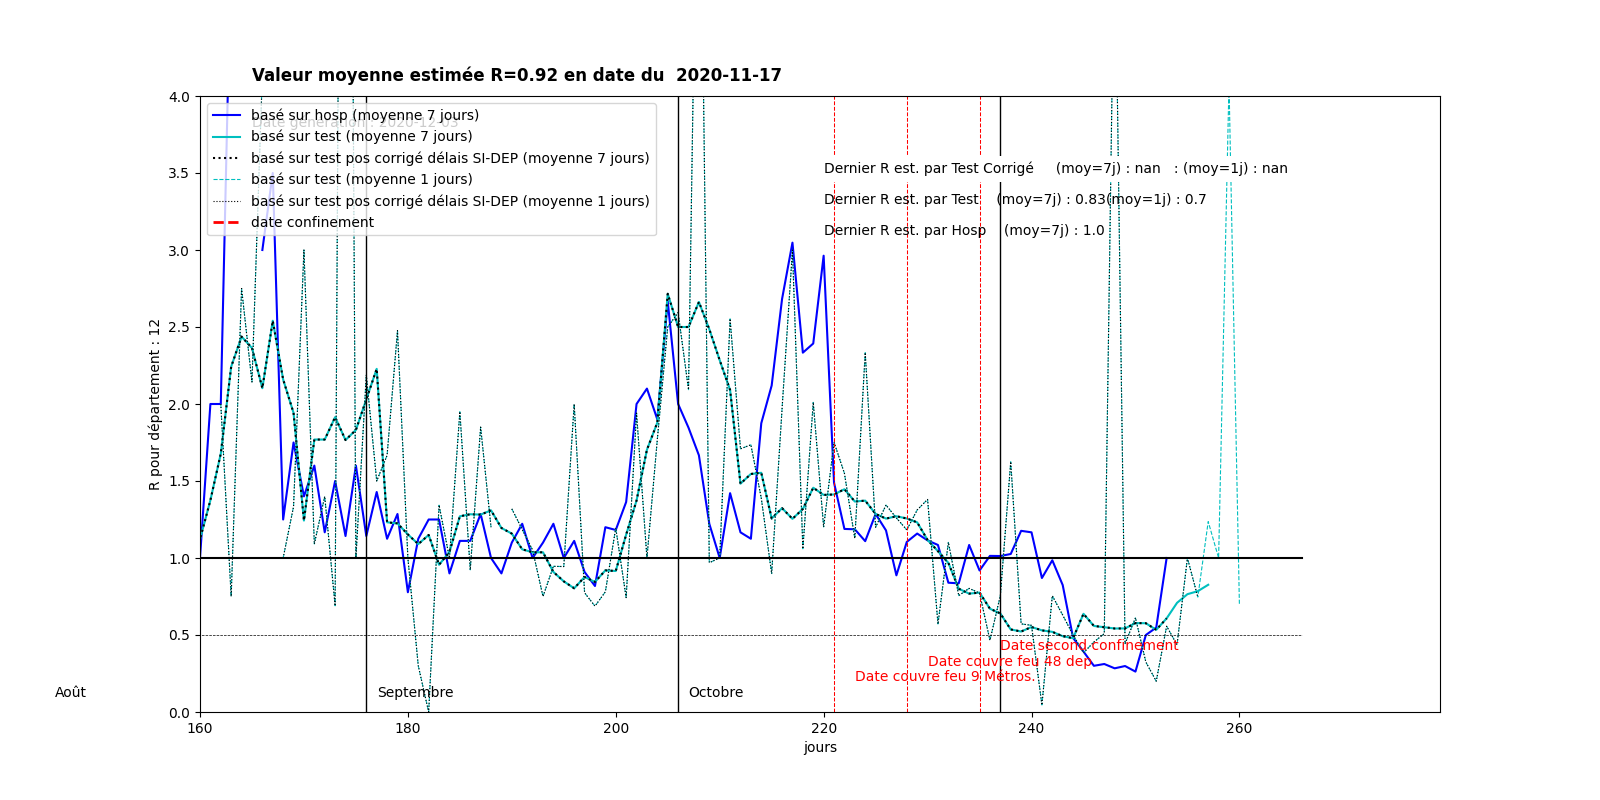 Valeur moyenne estimée R=0.92 en date du  2020-11-17
Date génération : 2020-12-03
basé sur hosp (moyenne 7 jours)
basé sur test (moyenne 7 jours)
basé sur test pos corrigé délais SI-DEP (moyenne 7 jours)
basé sur test (moyenne 1 jours)
basé sur test pos corrigé délais SI-DEP (moyenne 1 jours)
date confinement
Dernier R est. par Test Corrigé     (moy=7j) : nan   : (moy=1j) : nan
Dernier R est. par Test    (moy=7j) : 0.83(moy=1j) : 0.7
Dernier R est. par Hosp    (moy=7j) : 1.0
R pour département : 12
4.0
3.5
3.0
2.5
2.0
1.5
1.0
0.5
0.0
Date second confinement
Date couvre feu 48 dep.
Date couvre feu 9 Metros.
Août
Septembre
Octobre
160
180
200
220
240
260
jours